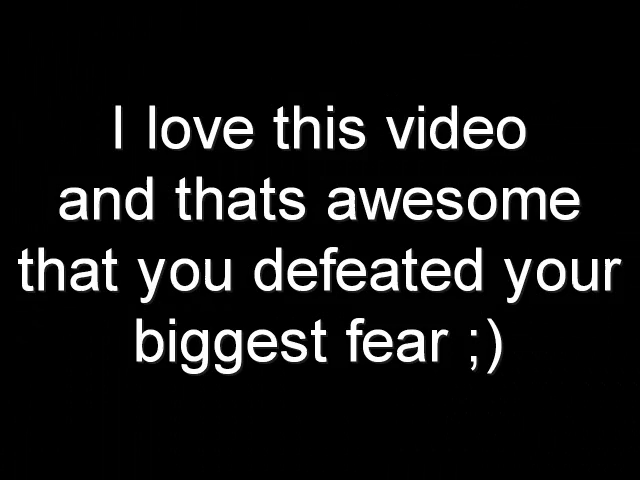 I love this video
and thats awesome
that you defeated your
biggest fear ;)